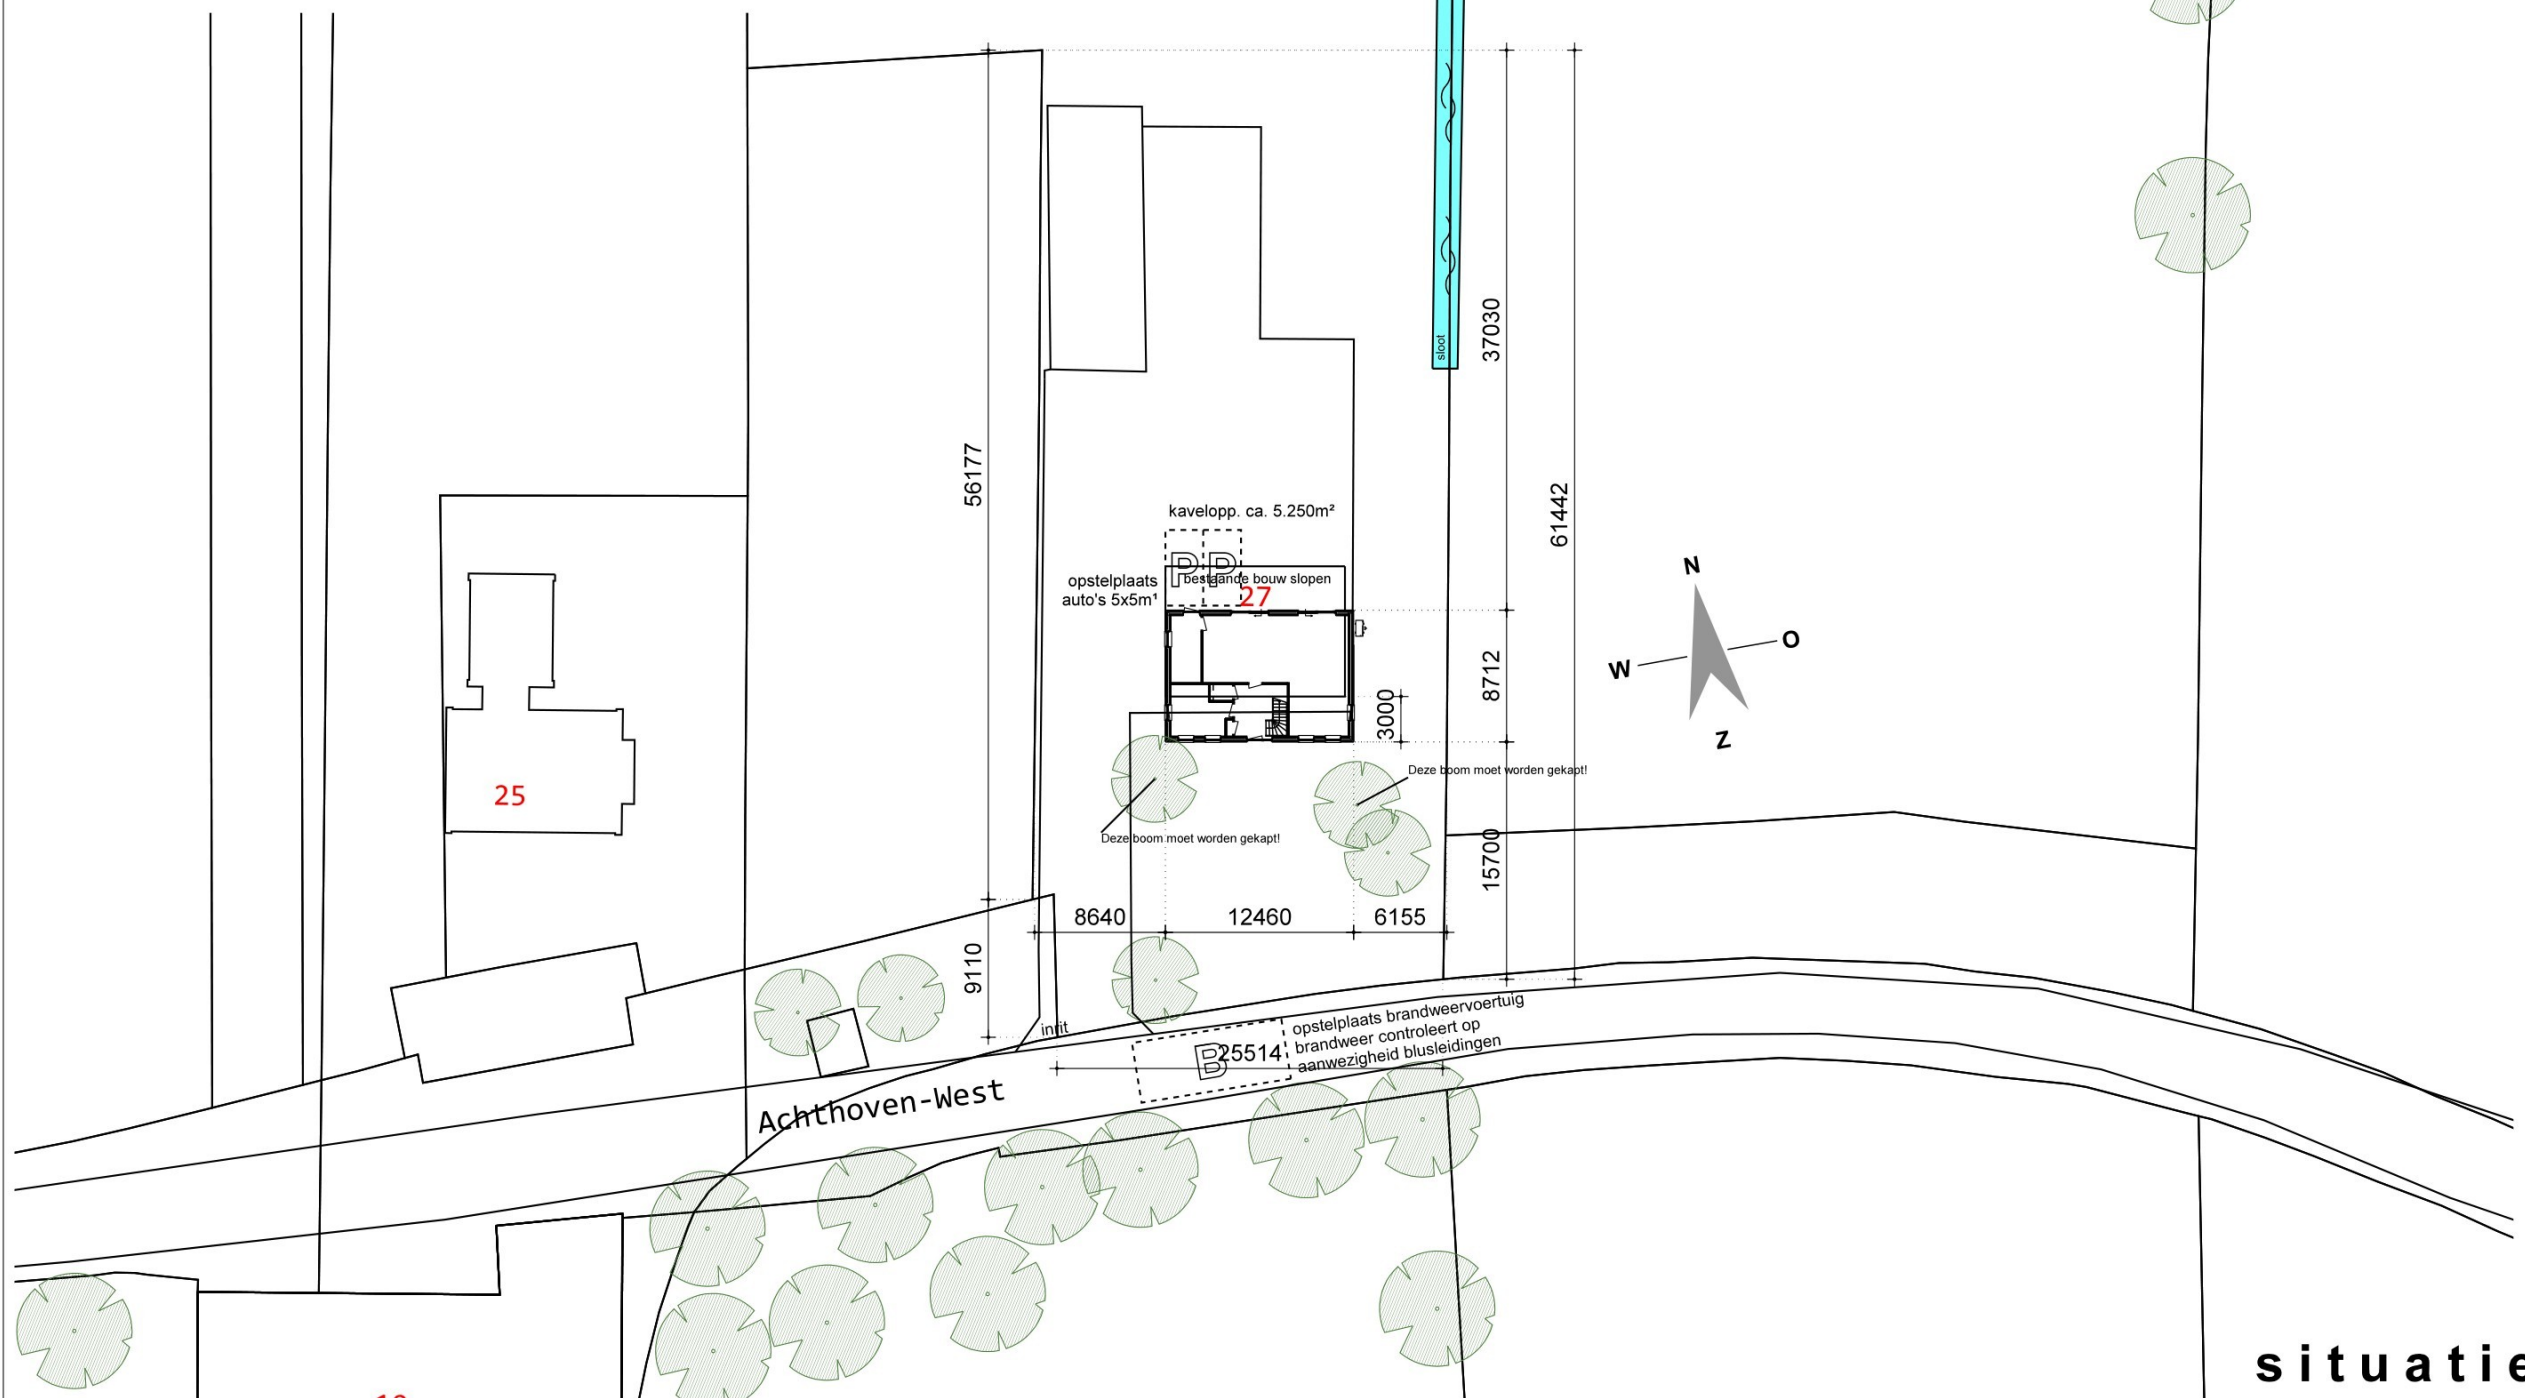 sloot
37030
56177
61442
kavelopp. ca. 5.250m²
P P
opstelplaats
auto's 5x5m¹
bestaande bouw slopen
27
N
W
O
Z
8712
3000
Deze boom moet worden gekapt!
25
Deze boom moet worden gekapt!
15700
8640
12460
6155
9110
inrit
opstelplaats brandweervoertuig
brandweer controleert op
aanwezigheid blusleidingen
B
25514
Achthoven-West
situatie